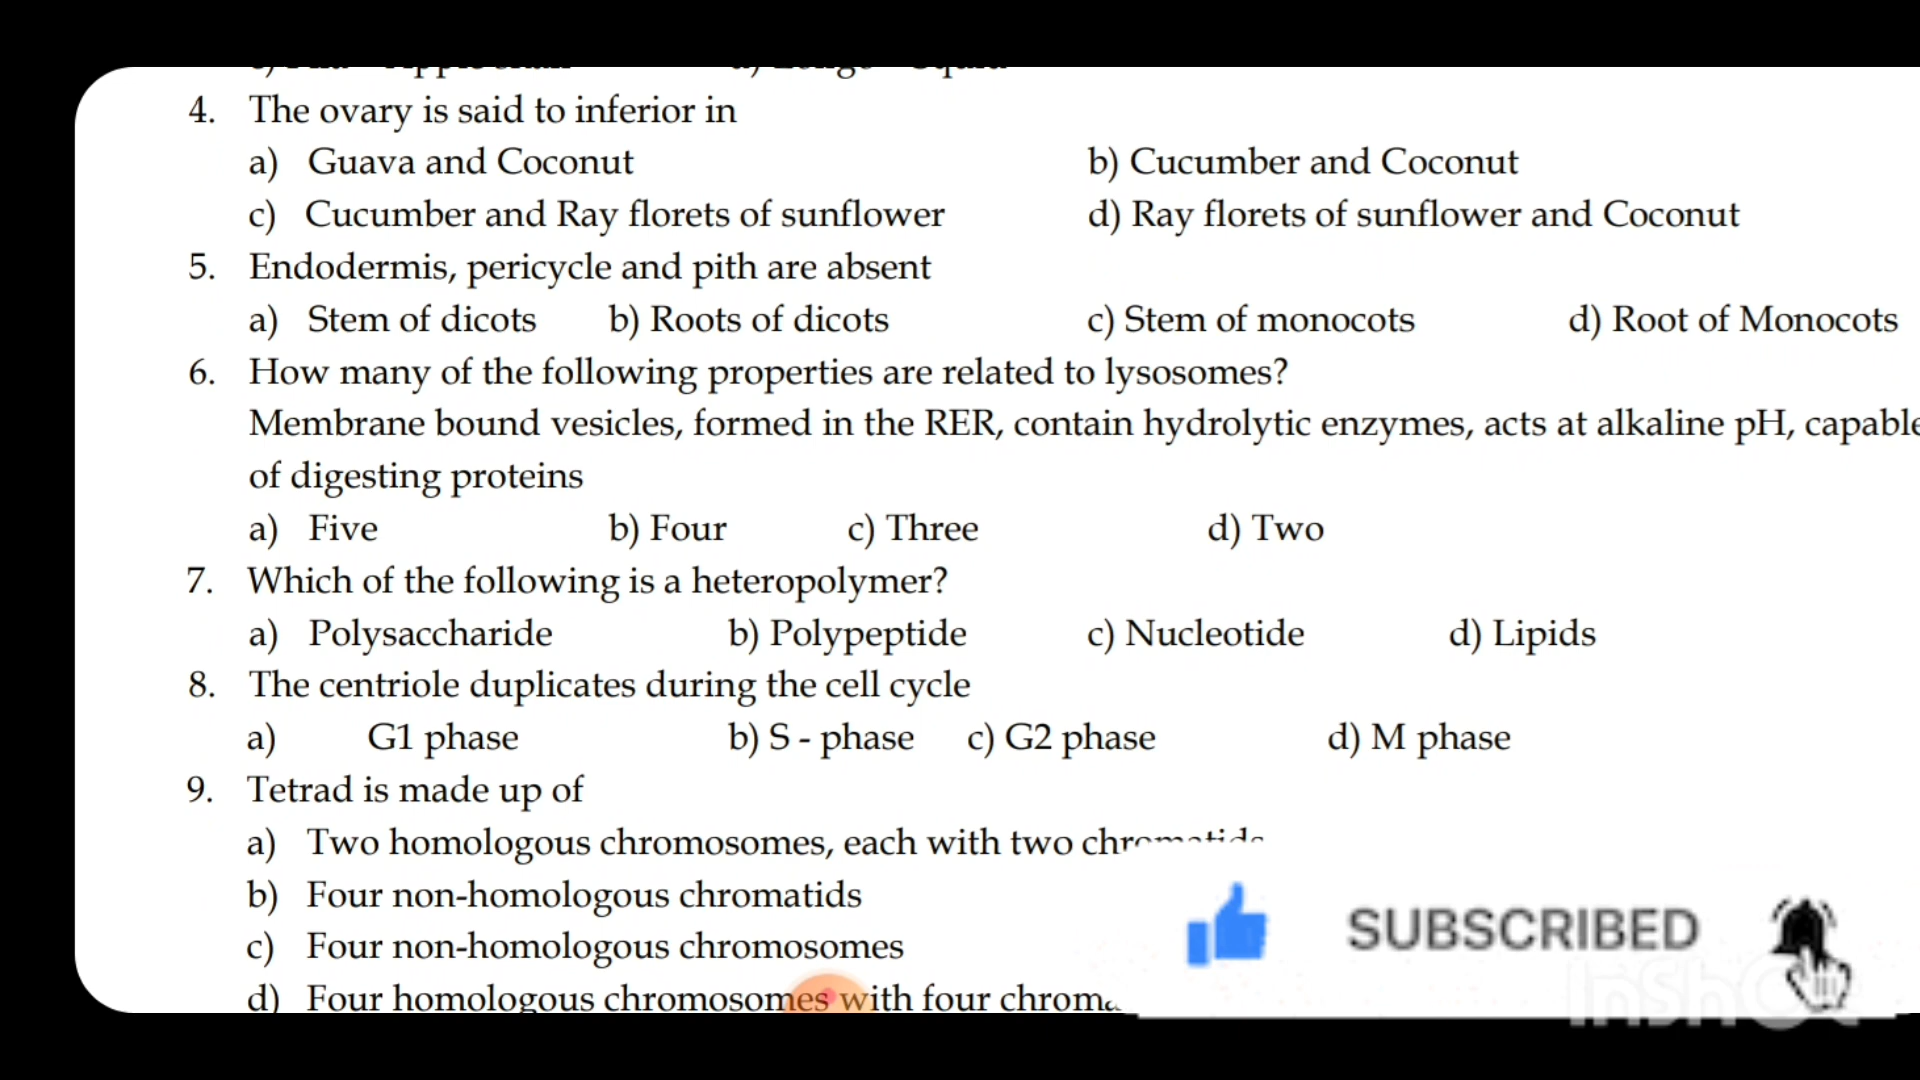 4. The ovary is said to inferior in
a) Guava and Coconut b) Cucumber and Coconut
c) Cucumber and Ray florets of sunflower d) Ray florets of sunflower and Coconut
5. Endodermis, pericycle and pith are absent
a) Stem of dicots b) Roots of dicots c) Stem of monocots d) Root of Monocots
6. How many of the following properties are related to lysosomes?
Membrane bound vesicles, formed in the RER, contain hydrolytic enzymes, acts at alkaline pH, capable
of digesting proteins
a) Five b) Four c) Three d) Two
7. Which of the following is a heteropolymer?
a) Polysaccharide b) Polypeptide c) Nucleotide d) Lipids
8. The centriole duplicates during the cell cycle
a) G1 phase b) S - phase c) G2 phase d) M phase
9. Tetrad is made up of
a) Two homologous chromosomes, each with two chromatids
b) Four non-homologous chromatids
c) Four non-homologous chromosomes
d) Four homologous chromosomes with four
SUBSCRIBED